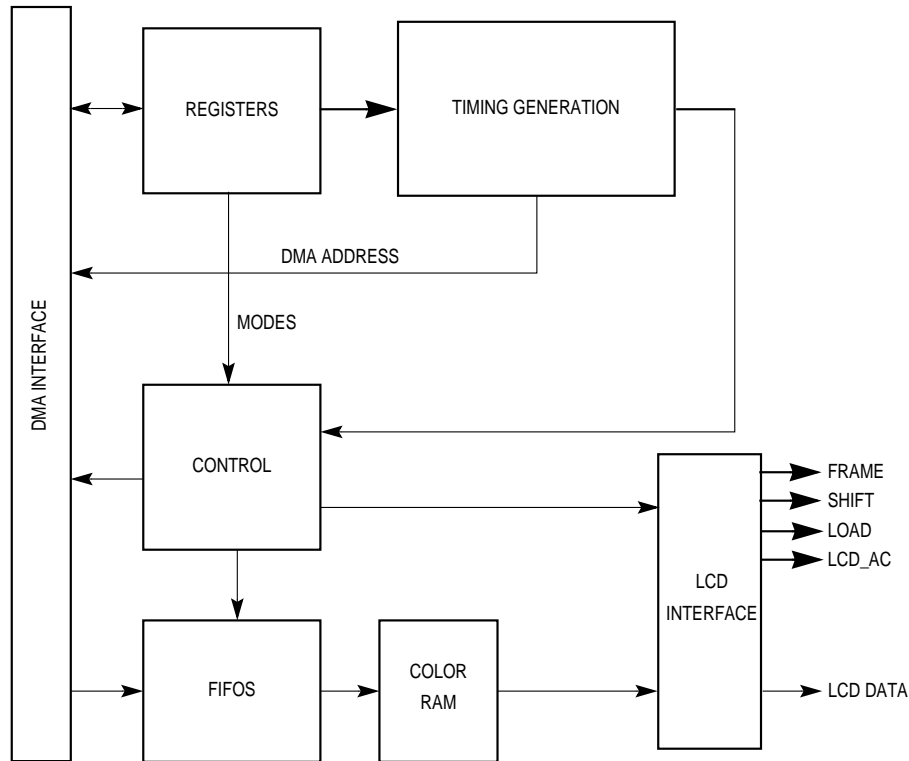 REGISTERS
TIMING GENERATION
DMA ADDRESS
MODES
DMA INTERFACE
CONTROL
FRAME
SHIFT
LOAD
LCD_AC
LCD
INTERFACE
FIFOS
COLOR
RAM
LCD DATA